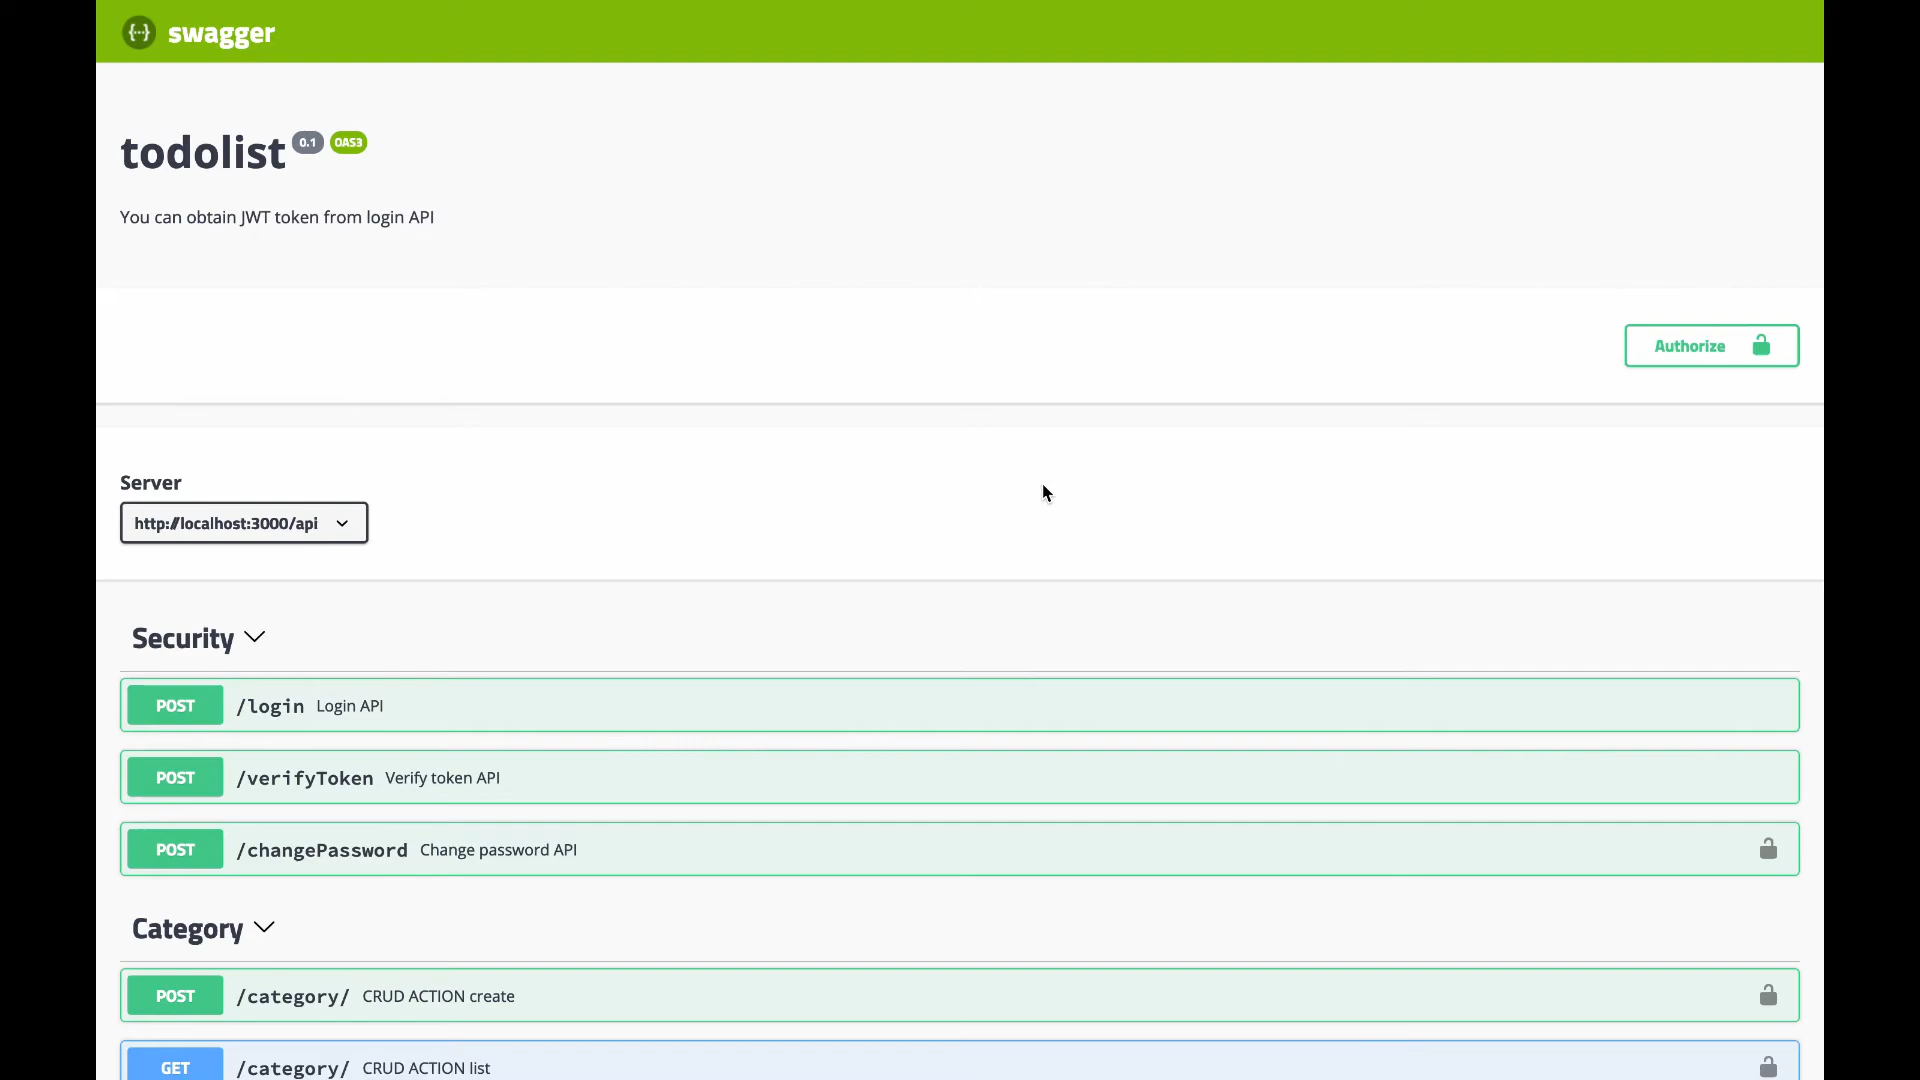 {···} swagger
todolist 0.1 OAS3
You can obtain JWT token from login API
Authorize
Server
http://localhost:3000/api
Security
POST /login Login API
POST /verifyToken Verify token API
POST /changePassword Change password API
Category
POST /category/ CRUD ACTION create
GET /category/ CRUD ACTION list